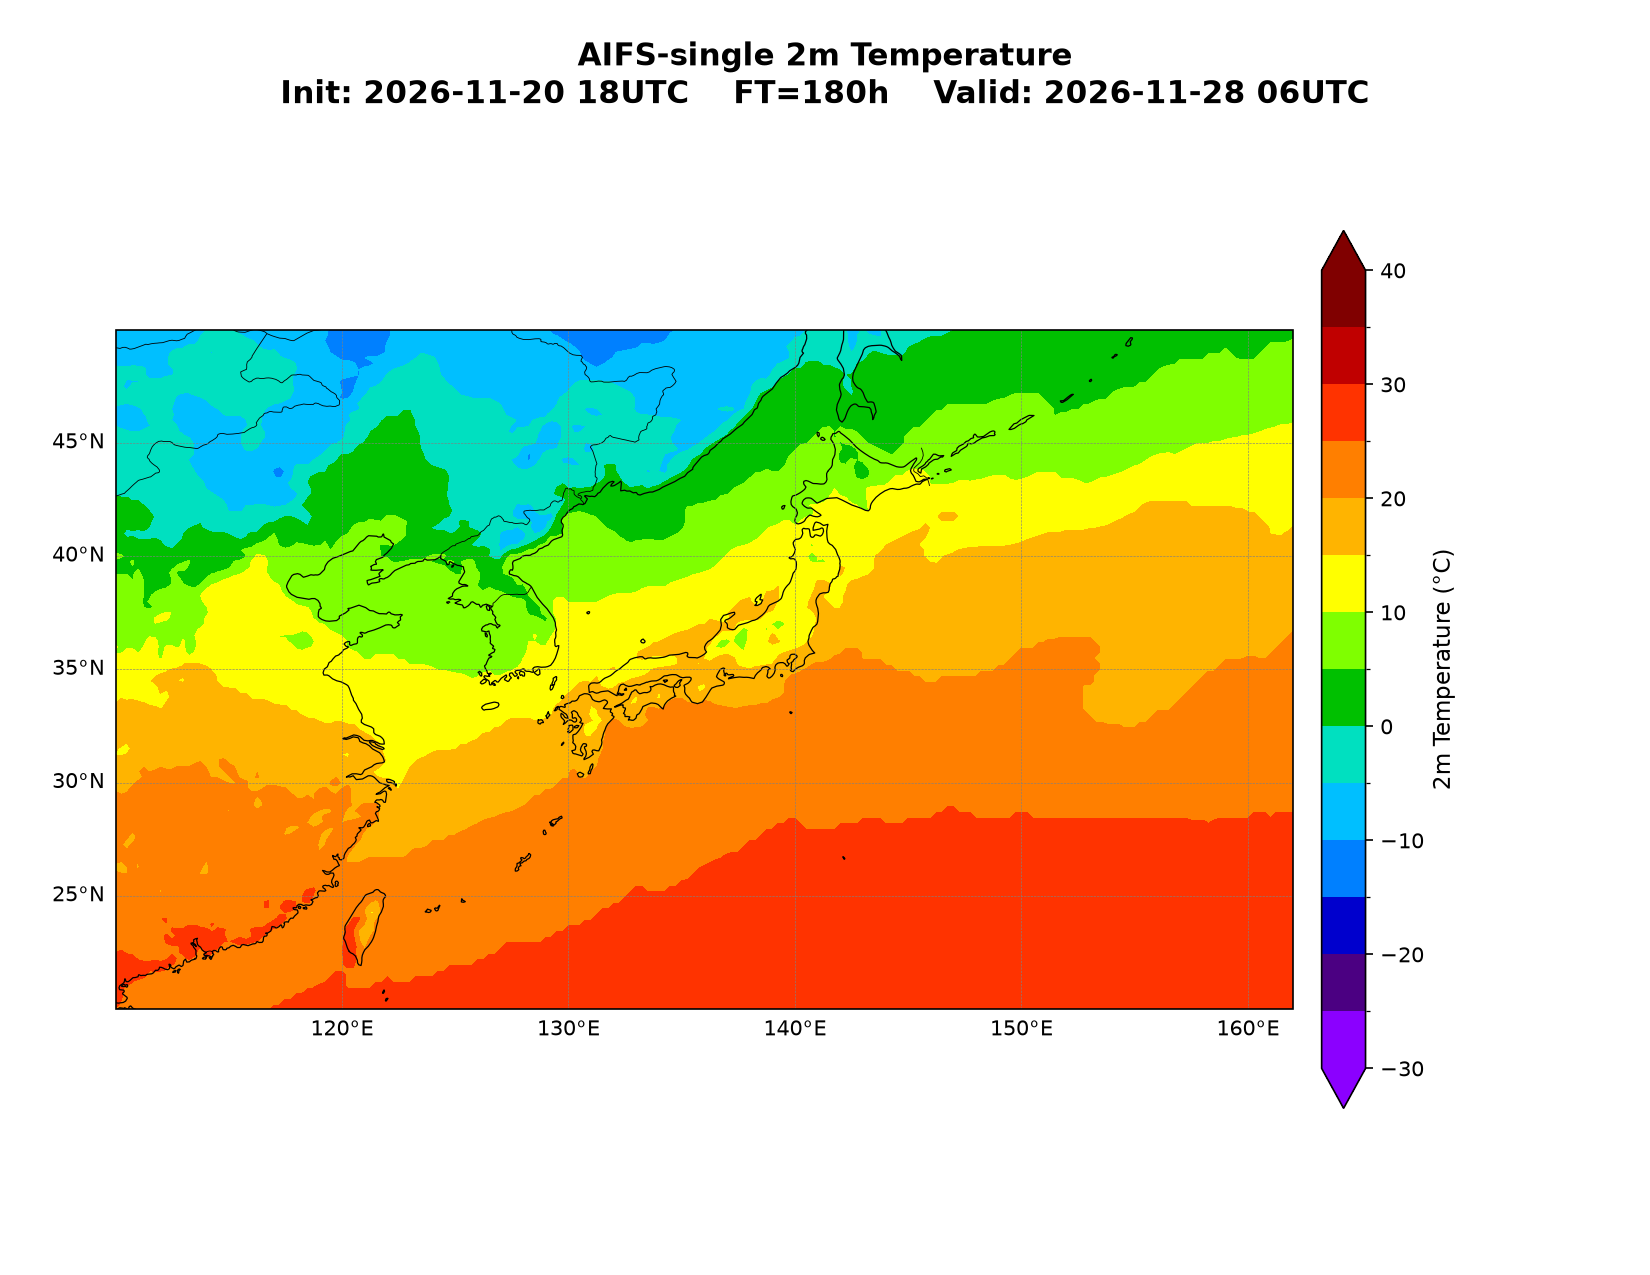 AIFS-single 2m Temperature
Init: 2026-11-20 18UTC    FT=180h    Valid: 2026-11-28 06UTC
45°N
40°N
35°N
30°N
25°N
120°E
130°E
140°E
150°E
160°E
40
30
20
10
0
−10
−20
−30
2m Temperature (°C)